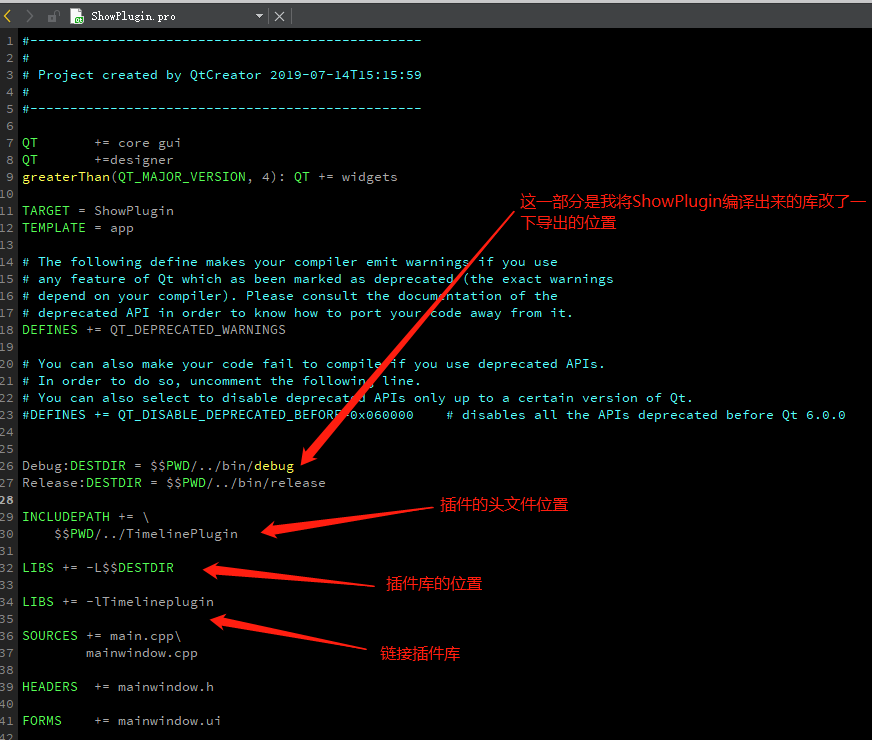 ShowPlugin.pro
1 #-------------------------------------------------
2 #
3 # Project created by QtCreator 2019-07-14T15:15:59
4 #
5 #-------------------------------------------------
6
7 QT       += core gui
8 QT       +=designer
9 greaterThan(QT_MAJOR_VERSION, 4): QT += widgets
10
11 TARGET = ShowPlugin
12 TEMPLATE = app
13
14 # The following define makes your compiler emit warnings if you use
15 # any feature of Qt which as been marked as deprecated (the exact warnings
16 # depend on your compiler). Please consult the documentation of the
17 # deprecated API in order to know how to port your code away from it.
18 DEFINES += QT_DEPRECATED_WARNINGS
19
20 # You can also make your code fail to compile if you use deprecated APIs.
21 # In order to do so, uncomment the following line.
22 # You can also select to disable deprecated APIs only up to a certain version of Qt.
23 #DEFINES += QT_DISABLE_DEPRECATED_BEFORE=0x060000    # disables all the APIs deprecated before Qt 6.0.0
24
25
26 Debug:DESTDIR = $$PWD/../bin/debug
27 Release:DESTDIR = $$PWD/../bin/release
28
29 INCLUDEPATH += \
30     $$PWD/../TimelinePlugin
31
32 LIBS += -L$$DESTDIR
33
34 LIBS += -lTimelineplugin
35
36 SOURCES += main.cpp\
37         mainwindow.cpp
38
39 HEADERS  += mainwindow.h
40
41 FORMS    += mainwindow.ui
42
这一部分是我将ShowPlugin编译出来的库改了一
下导出的位置
插件的头文件位置
插件库的位置
链接插件库